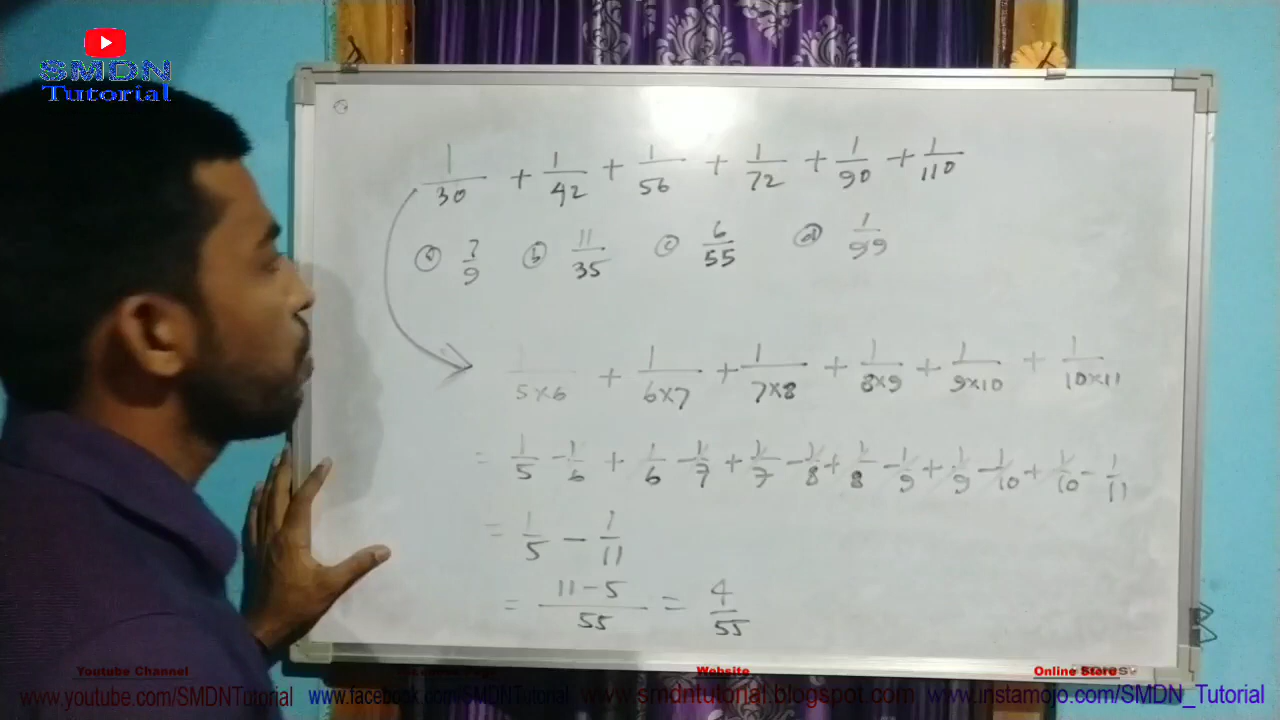 SMDN
Tutorial
1/30 + 1/42 + 1/56 + 1/72 + 1/90 + 1/110
ⓐ 7/9 ⓑ 11/35 ⓒ 6/55 ⓓ 1/99
1/5×6 + 1/6×7 + 1/7×8 + 1/8×9 + 1/9×10 + 1/10×11
= 1/5 - 1/6 + 1/6 - 1/7 + 1/7 - 1/8 + 1/8 - 1/9 + 1/9 - 1/10 + 1/10 - 1/11
= 1/5 - 1/11
= 11-5/55 = 4/55
Youtube Channel Website Online Store
www.youtube.com/SMDNTutorial www.facebook.com/SMDNTutorial www.smdntutorial.blogspot.com www.instamojo.com/SMDN_Tutorial